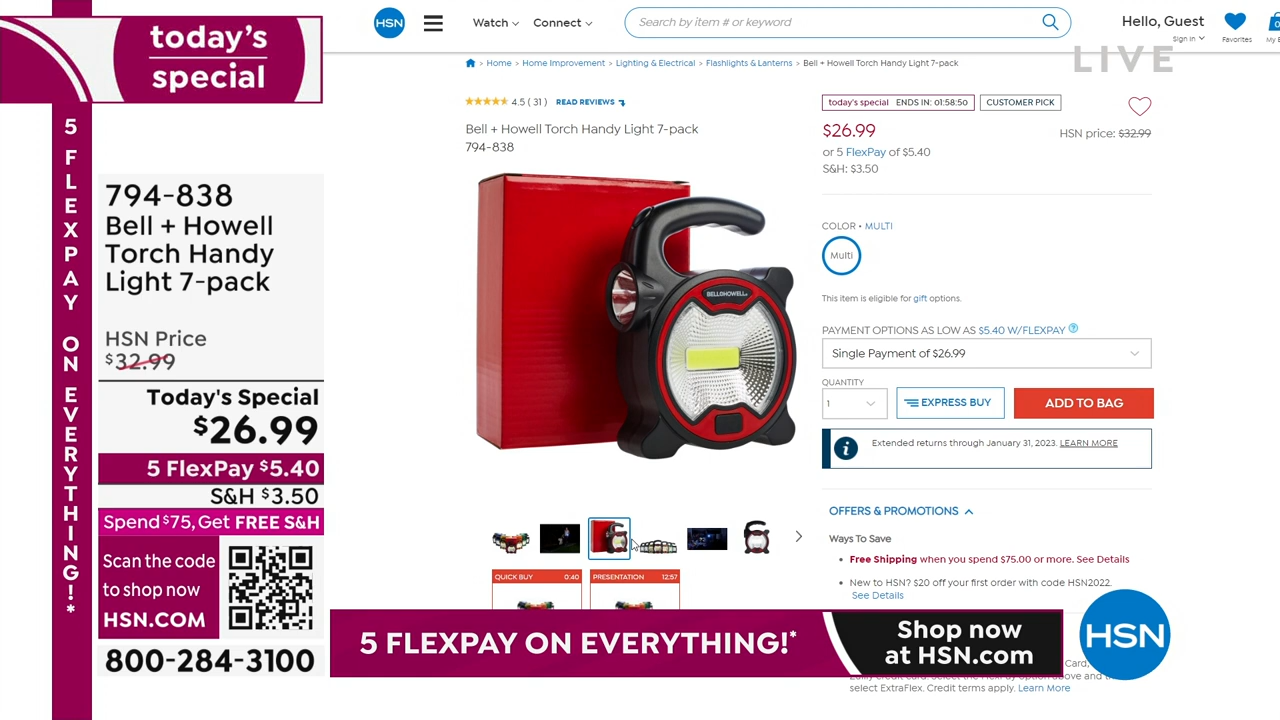 today's
special
5 FLEXPAY ON EVERYTHING!*
794-838
Bell + Howell
Torch Handy
Light 7-pack
HSN Price
$32.99
Today's Special
$26.99
5 FlexPay $5.40
S&H $3.50
Spend $75, Get FREE S&H
Scan the code
to shop now
HSN.COM
800-284-3100
HSN
Watch
Connect
Search by item # or keyword
Hello, Guest
Sign In
Favorites
LIVE
> Home > Home Improvement > Lighting & Electrical > Flashlights & Lanterns > Bell + Howell Torch Handy Light 7-pack
4.5 ( 31 ) READ REVIEWS
Bell + Howell Torch Handy Light 7-pack
794-838
BELL+HOWELL
today's special ENDS IN: 01:58:50
CUSTOMER PICK
$26.99
HSN price: $32.99
or 5 FlexPay of $5.40
S&H: $3.50
COLOR • MULTI
Multi
This item is eligible for gift options.
PAYMENT OPTIONS AS LOW AS $5.40 W/FLEXPAY ?
Single Payment of $26.99
QUANTITY
1
EXPRESS BUY
ADD TO BAG
i
Extended returns through January 31, 2023. LEARN MORE
OFFERS & PROMOTIONS
Ways To Save
• Free Shipping when you spend $75.00 or more. See Details
• New to HSN? $20 off your first order with code HSN2022.
See Details
QUICK BUY 0:40
PRESENTATION 12:57
5 FLEXPAY ON EVERYTHING!*
Shop now
at HSN.com
HSN
Card,
select ExtraFlex. Credit terms apply. Learn More